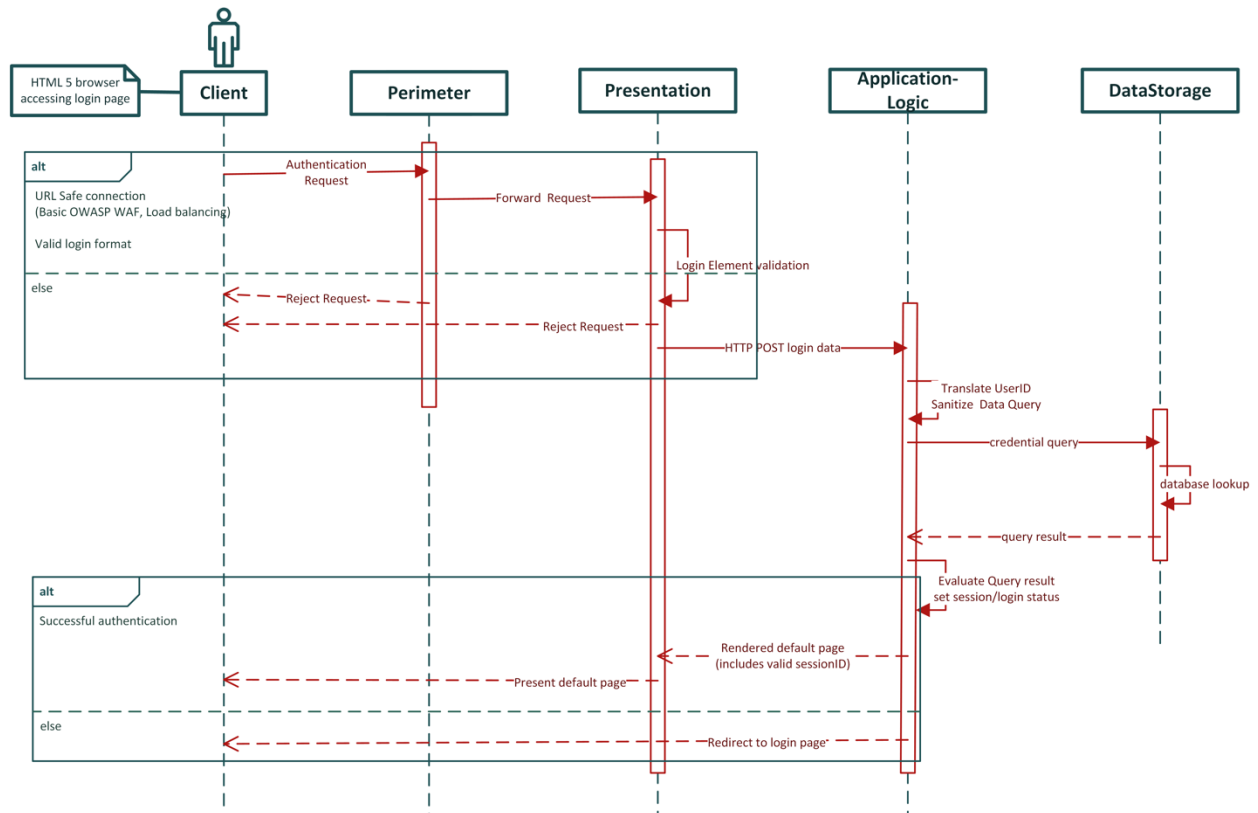 HTML 5 browser
accessing login page
Client
Perimeter
Presentation
Application-
Logic
DataStorage
alt
URL Safe connection
(Basic OWASP WAF, Load balancing)
Valid login format
Authentication
Request
Forward  Request
Login Element validation
else
Reject Request
Reject Request
HTTP POST login data
Translate UserID
Sanitize  Data Query
credential query
database lookup
query result
Evaluate Query result
set session/login status
alt
Successful authentication
Rendered default page
(includes valid sessionID)
Present default page
else
Redirect to login page